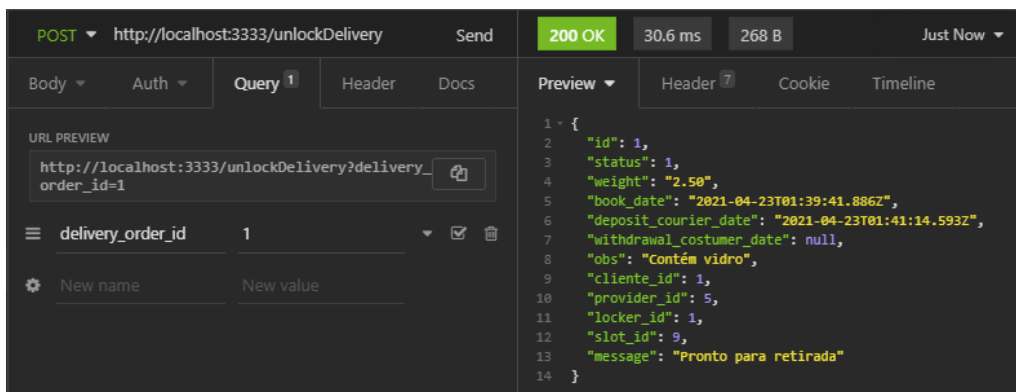 POST http://localhost:3333/unlockDelivery Send
Body Auth Query 1 Header Docs
URL PREVIEW
http://localhost:3333/unlockDelivery?delivery_
order_id=1
delivery_order_id 1
New name New value
200 OK 30.6 ms 268 B Just Now
Preview Header 7 Cookie Timeline
1 {
2 "id": 1,
3 "status": 1,
4 "weight": "2.50",
5 "book_date": "2021-04-23T01:39:41.886Z",
6 "deposit_courier_date": "2021-04-23T01:41:14.593Z",
7 "withdrawal_costumer_date": null,
8 "obs": "Contém vidro",
9 "cliente_id": 1,
10 "provider_id": 5,
11 "locker_id": 1,
12 "slot_id": 9,
13 "message": "Pronto para retirada"
14 }